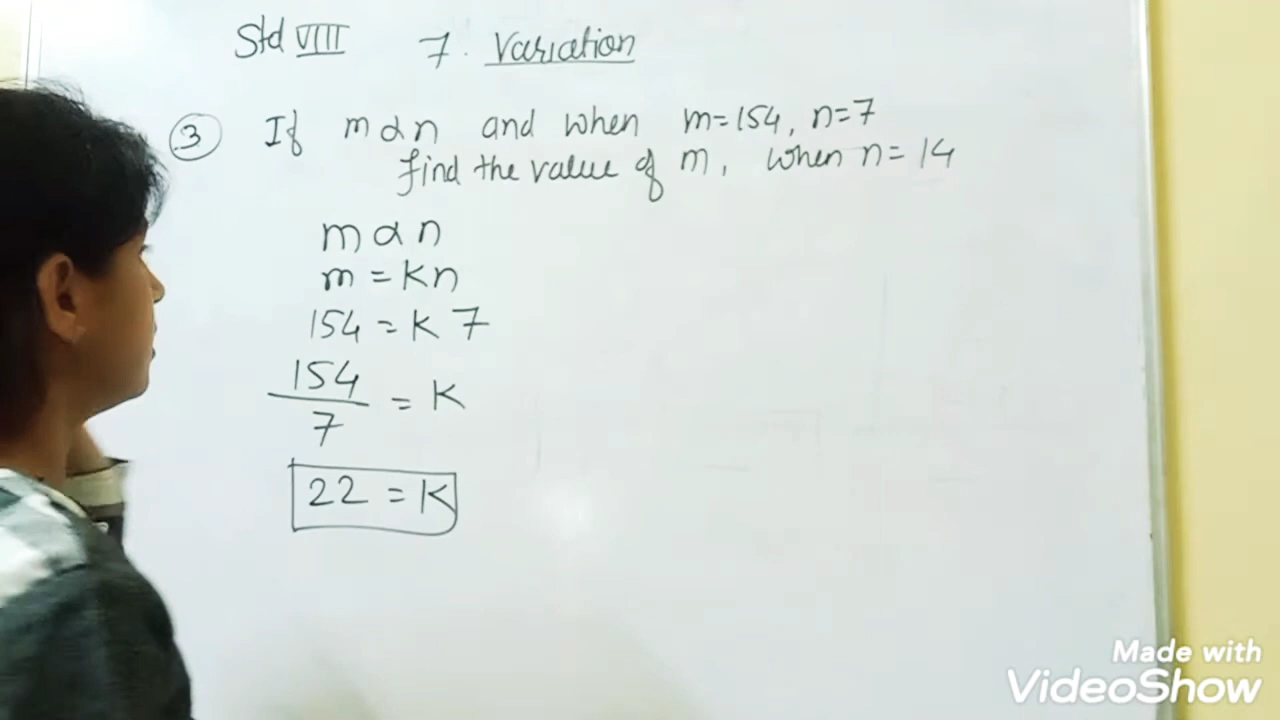 Std VIII 7. Variation
③ If m α n and when m=154, n=7
find the value of m, when n=14
m α n
m = kn
154 = k 7
154/7 = k
22 = k
Made with
VideoShow